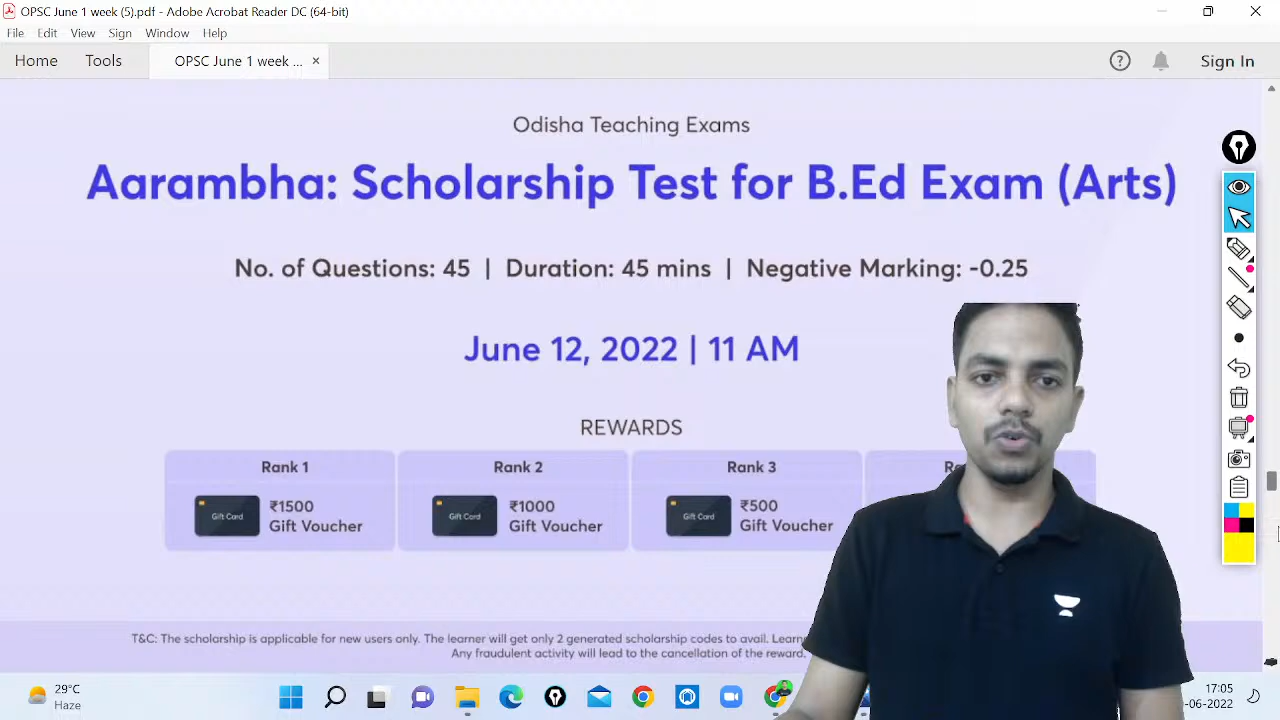 OPSC June 1 week (5).pdf - Adobe Acrobat Reader DC (64-bit)
File Edit View Sign Window Help
Home Tools OPSC June 1 week ... × Sign In
Odisha Teaching Exams
Aarambha: Scholarship Test for B.Ed Exam (Arts)
No. of Questions: 45 | Duration: 45 mins | Negative Marking: -0.25
June 12, 2022 | 11 AM
REWARDS
Rank 1 Rank 2 Rank 3
Gift Card ₹1500 Gift Card ₹1000 Gift Card ₹500
Gift Voucher Gift Voucher Gift Voucher
T&C: The scholarship is applicable for new users only. The learner will get only 2 generated scholarship codes to avail.
Any fraudulent activity will lead to the cancellation of the reward.
29°C 17:05
Haze -06-2022